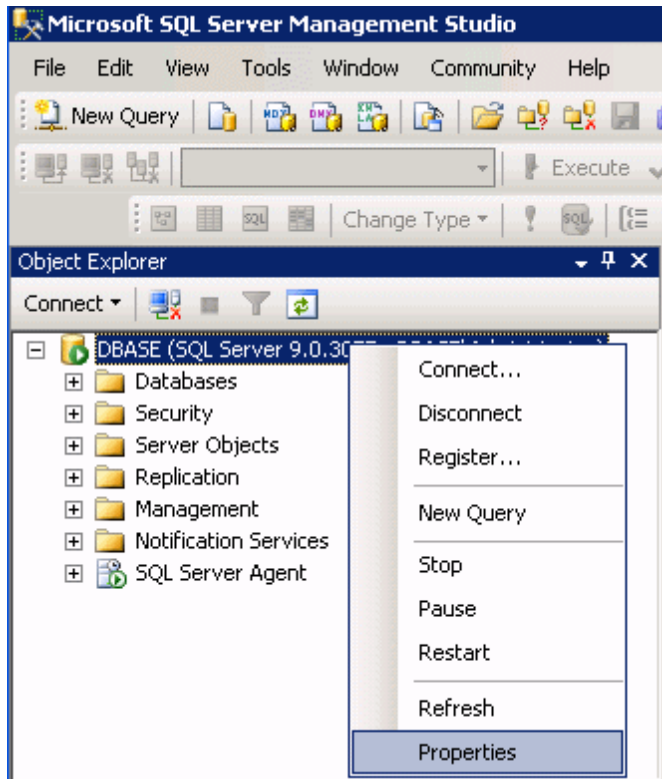 Microsoft SQL Server Management Studio
File Edit View Tools Window Community Help
New Query
Execute
Change Type
Object Explorer
Connect
DBASE (SQL Server 9.0.
Databases
Security
Server Objects
Replication
Management
Notification Services
SQL Server Agent
Connect...
Disconnect
Register...
New Query
Stop
Pause
Restart
Refresh
Properties